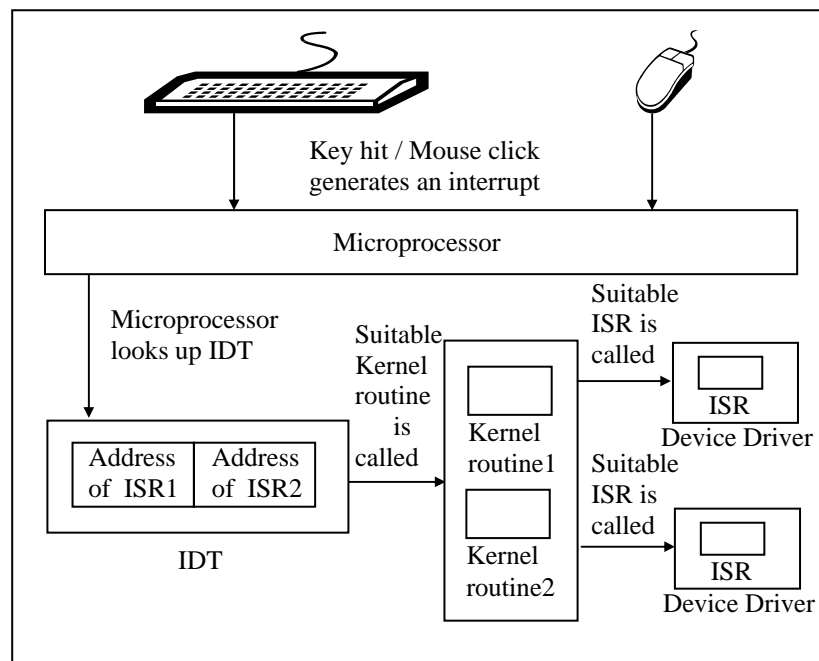 Key hit / Mouse click
generates an interrupt
Microprocessor
Microprocessor
looks up IDT
Suitable
Kernel
routine
is
called
Suitable
ISR is
called
Address
of ISR1
Address
of ISR2
IDT
Kernel
routine1
Kernel
routine2
ISR
Device Driver
Suitable
ISR is
called
ISR
Device Driver